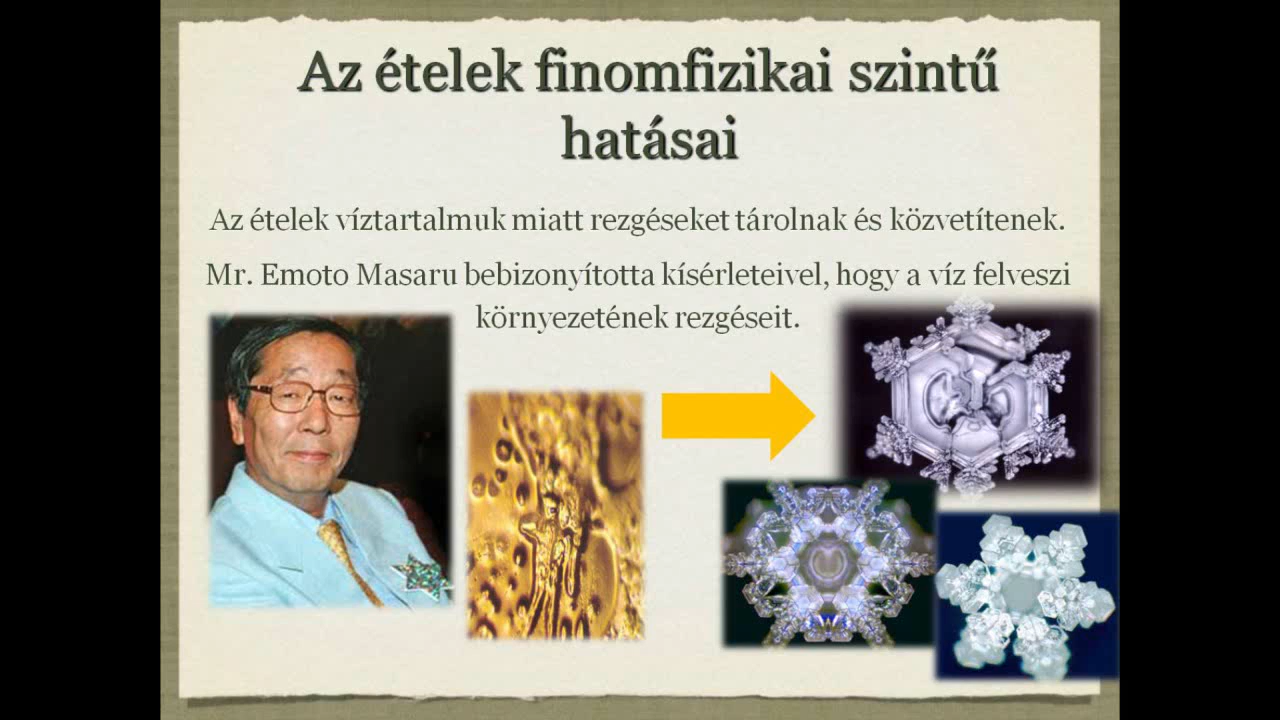 Az ételek finomfizikai szintű
hatásai
Az ételek víztartalmuk miatt rezgéseket tárolnak és közvetítenek.
Mr. Emoto Masaru bebizonyította kísérleteivel, hogy a víz felveszi
környezetének rezgéseit.